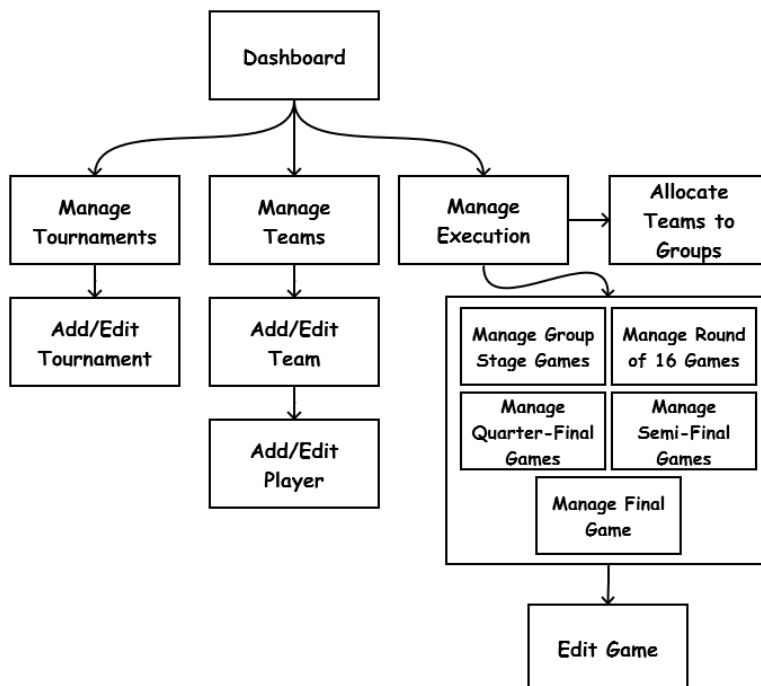 Dashboard
Manage
Tournaments
Manage
Teams
Manage
Execution
Allocate
Teams to
Groups
Add/Edit
Tournament
Add/Edit
Team
Manage Group
Stage Games
Manage Round
of 16 Games
Manage
Quarter-Final
Games
Manage
Semi-Final
Games
Add/Edit
Player
Manage Final
Game
Edit Game